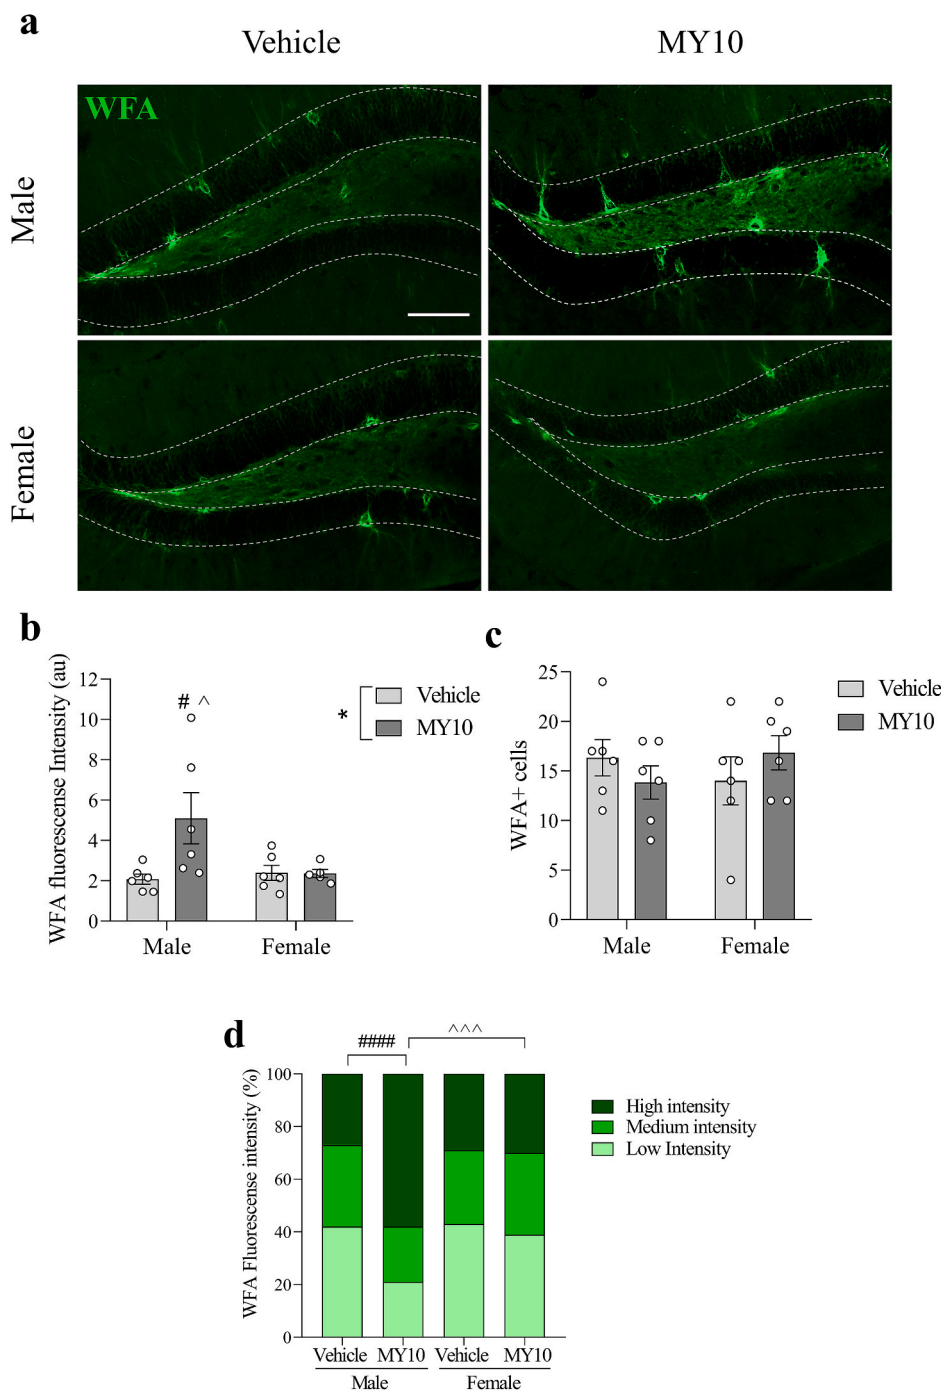 a
Vehicle
MY10
WFA
Male
Female
b
WFA fluorescense Intensity (au)
12
10
8
6
4
2
0
# ^
*
Vehicle
MY10
Male
Female
c
WFA+ cells
25
20
15
10
5
0
Vehicle
MY10
Male
Female
d
####
^^^
WFA Fluorescense intensity (%)
100
80
60
40
20
0
High intensity
Medium intensity
Low Intensity
Vehicle MY10 Vehicle MY10
Male Female